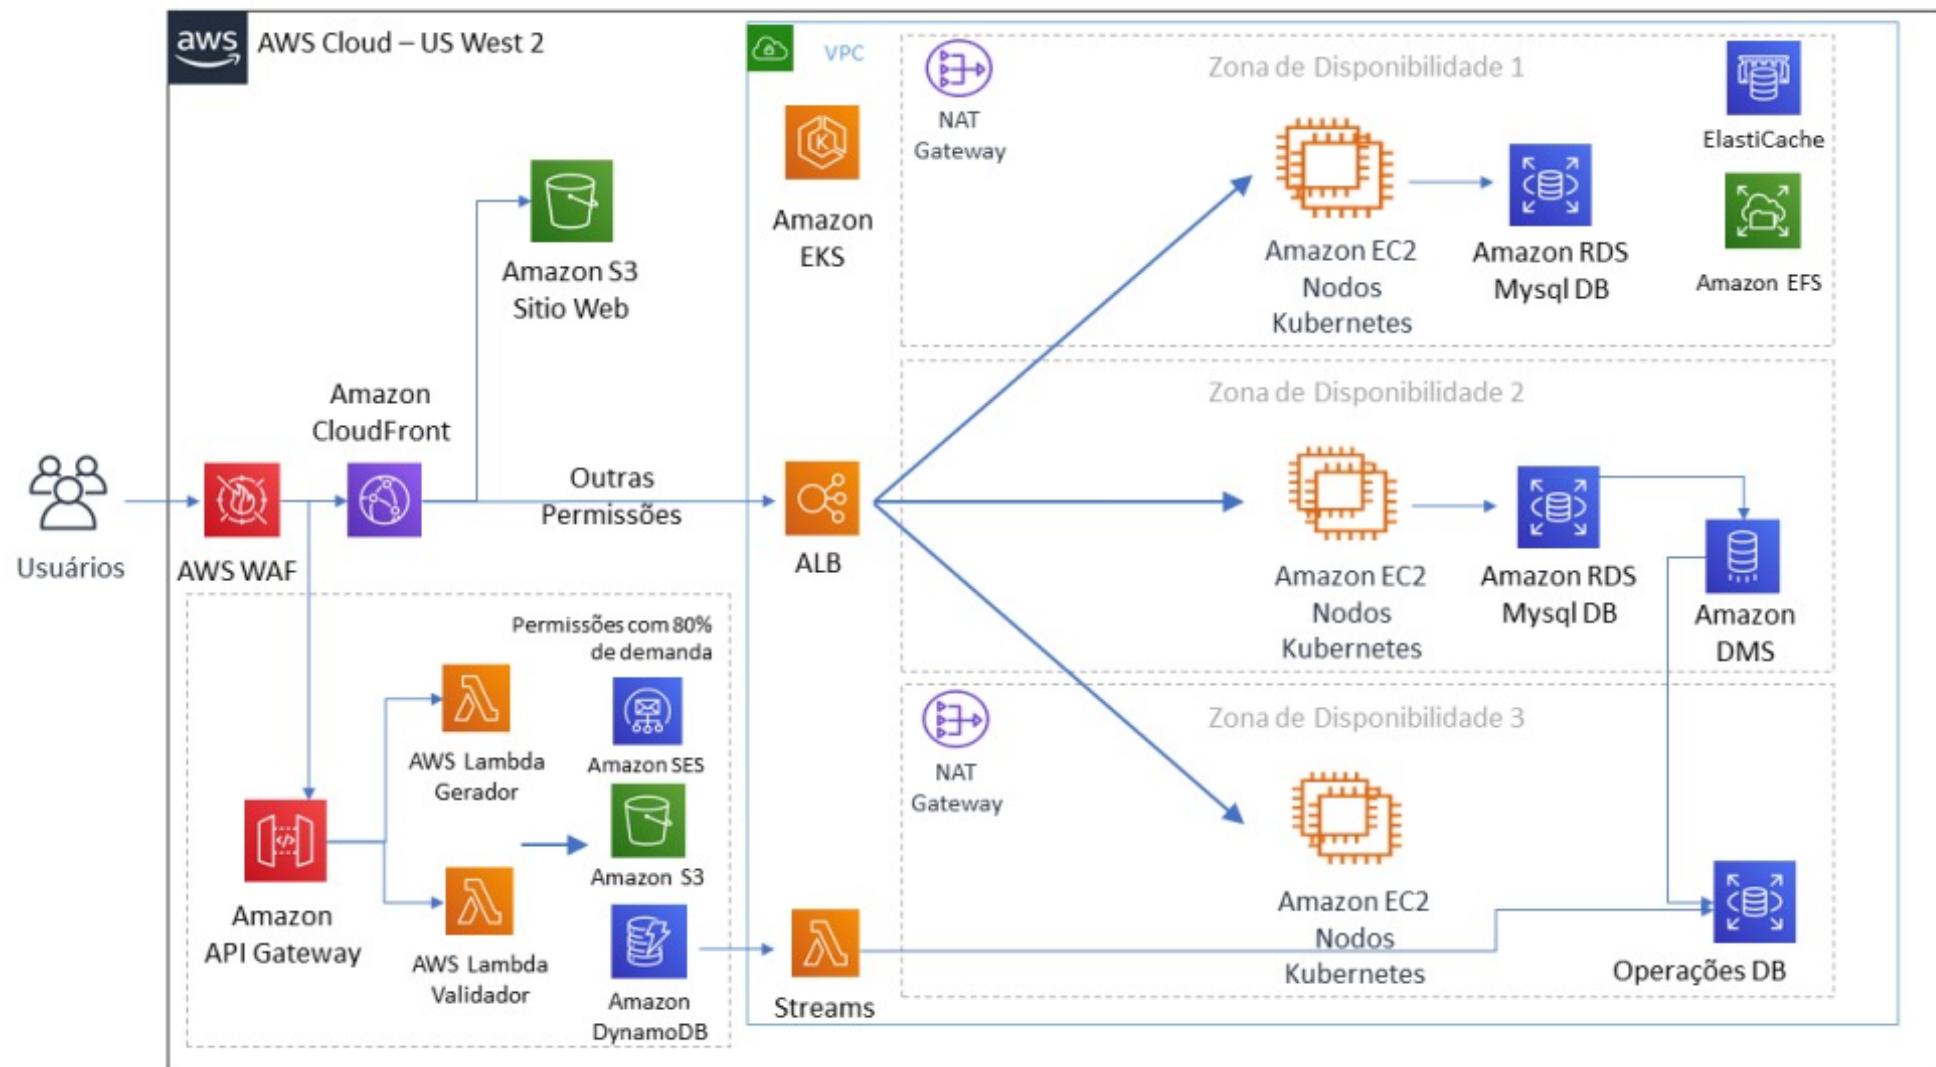 aws
AWS Cloud – US West 2
VPC
Zona de Disponibilidade 1
NAT
Gateway
ElastiCache
Amazon
EKS
Amazon S3
Sitio Web
Amazon EC2
Nodos
Kubernetes
Amazon RDS
Mysql DB
Amazon EFS
Zona de Disponibilidade 2
Amazon
CloudFront
Outras
Permissões
Usuários
AWS WAF
ALB
Amazon EC2
Nodos
Kubernetes
Amazon RDS
Mysql DB
Amazon
DMS
Permissões com 80%
de demanda
AWS Lambda
Gerador
Amazon SES
Amazon S3
Amazon
API Gateway
AWS Lambda
Validador
Amazon
DynamoDB
Streams
Zona de Disponibilidade 3
NAT
Gateway
Amazon EC2
Nodos
Kubernetes
Operações DB